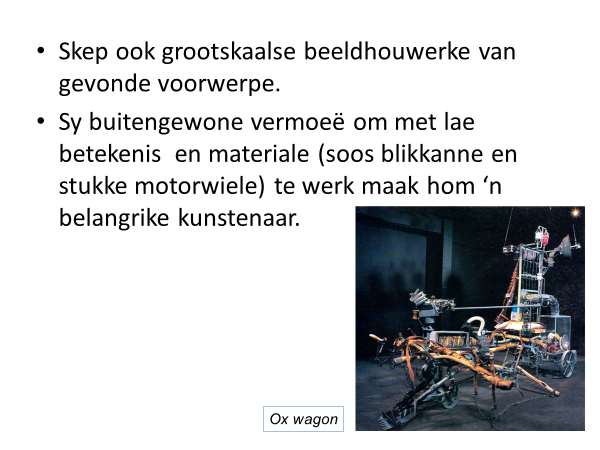 • Skep ook grootskaalse beeldhouwerke van
gevonde voorwerpe.
• Sy buitengewone vermoeë om met lae
betekenis  en materiale (soos blikkanne en
stukke motorwiele) te werk maak hom ‘n
belangrike kunstenaar.
Ox wagon